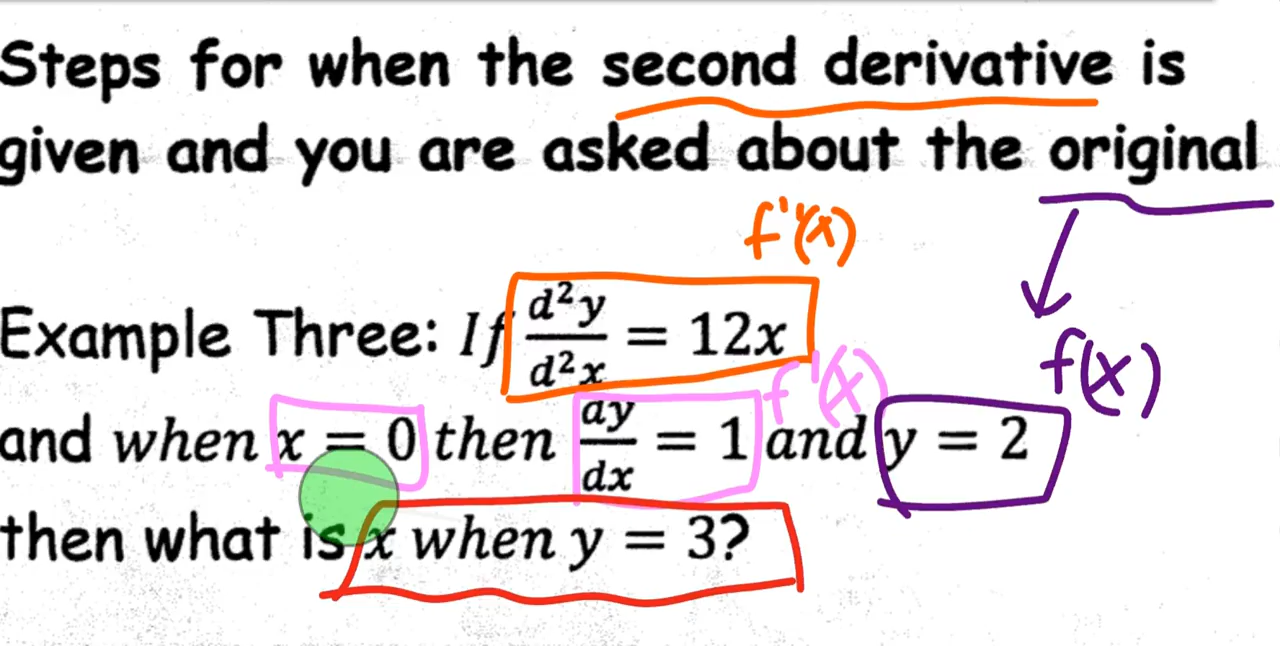 Steps for when the second derivative is
given and you are asked about the original
f''(x)
Example Three: If d²y/d²x = 12x
f'(x)
f(x)
and when x = 0 then dy/dx = 1 and y = 2
then what is x when y = 3?